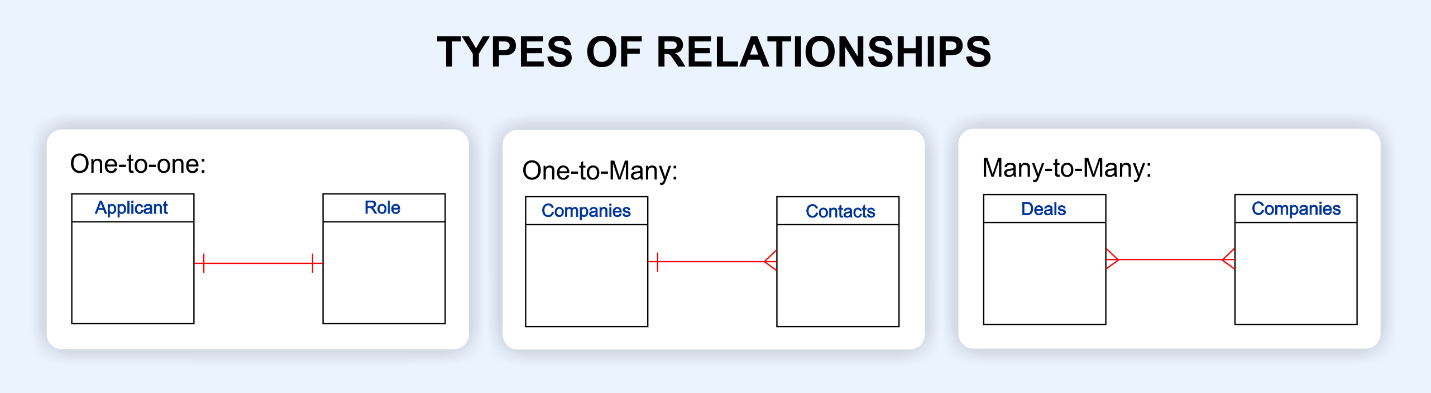 TYPES OF RELATIONSHIPS
One-to-one:
Applicant
Role
One-to-Many:
Companies
Contacts
Many-to-Many:
Deals
Companies